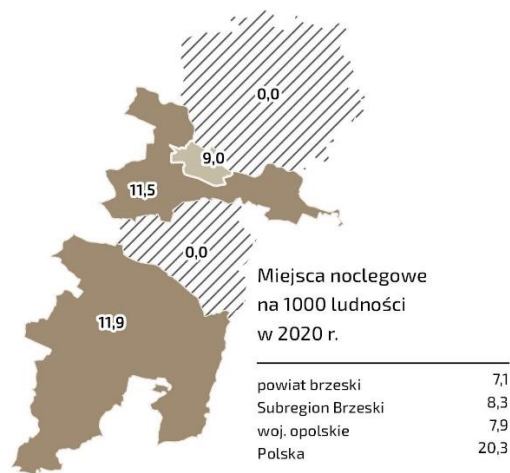 0,0
9,0
11,5
0,0
11,9
Miejsca noclegowe
na 1000 ludności
w 2020 r.
powiat brzeski 7,1
Subregion Brzeski 8,3
woj. opolskie 7,9
Polska 20,3